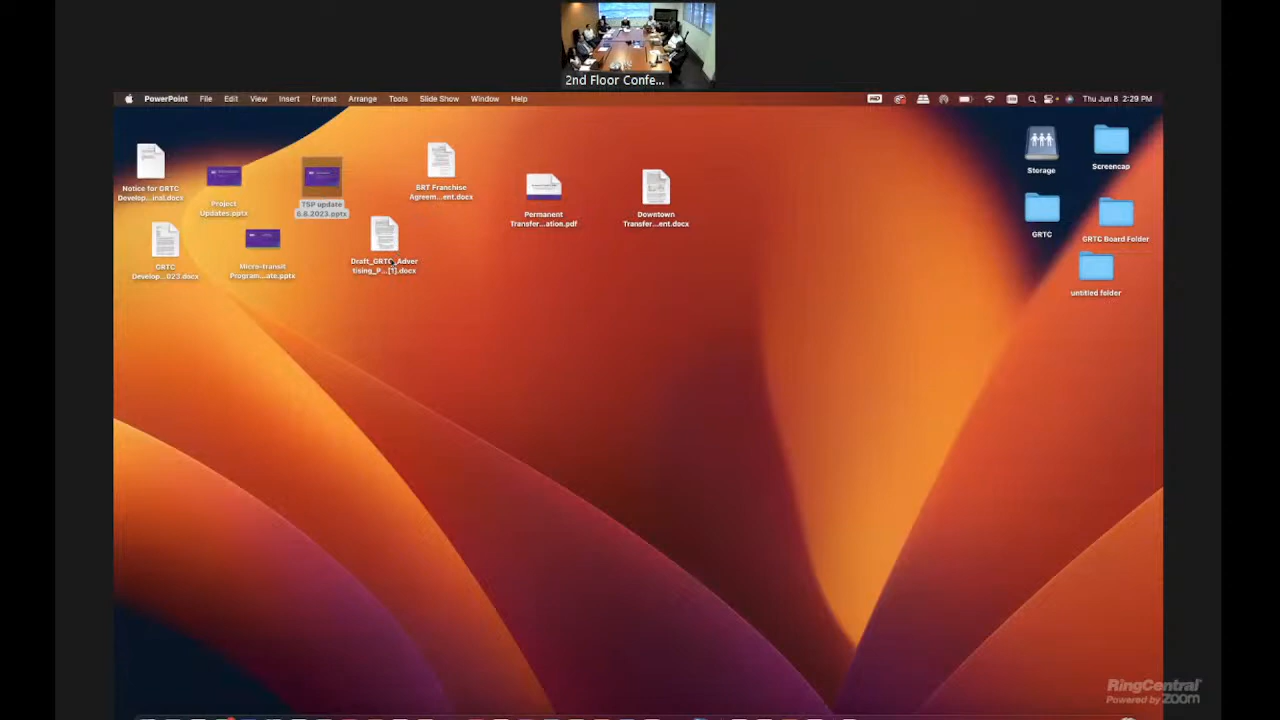 2nd Floor Confe...
PowerPoint File Edit View Insert Format Arrange Tools Slide Show Window Help
Thu Jun 8 2:29 PM
Notice for GRTC
Develop...inal.docx
Project
Updates.pptx
TSP update
6.8.2023.pptx
BRT Franchise
Agreem...ent.docx
Permanent
Transfer...ation.pdf
Downtown
Transfer...ent.docx
Storage
Screencap
GRTC
Develop...023.docx
Micro-transit
Program...ate.pptx
Draft_GRTC_Adver
tising_P...[1].docx
GRTC
GRTC Board Folder
untitled folder
RingCentral
Powered by zoom